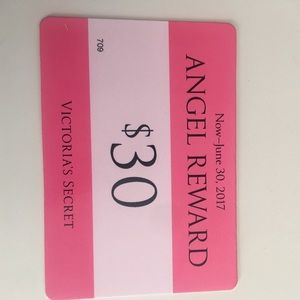 Now–June 30, 2017
ANGEL REWARD
$30
709
VICTORIA'S SECRET